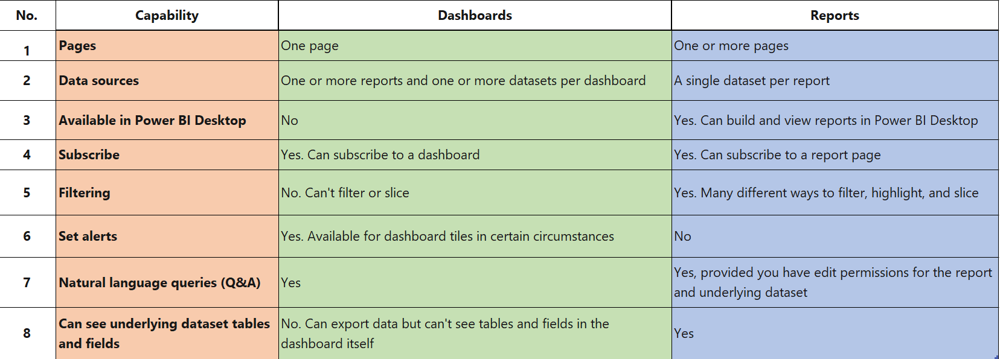 No. Capability Dashboards Reports
1 Pages One page One or more pages
2 Data sources One or more reports and one or more datasets per dashboard A single dataset per report
3 Available in Power BI Desktop No Yes. Can build and view reports in Power BI Desktop
4 Subscribe Yes. Can subscribe to a dashboard Yes. Can subscribe to a report page
5 Filtering No. Can't filter or slice Yes. Many different ways to filter, highlight, and slice
6 Set alerts Yes. Available for dashboard tiles in certain circumstances No
7 Natural language queries (Q&A) Yes Yes, provided you have edit permissions for the report
and underlying dataset
8 Can see underlying dataset tables
and fields No. Can export data but can't see tables and fields in the
dashboard itself Yes